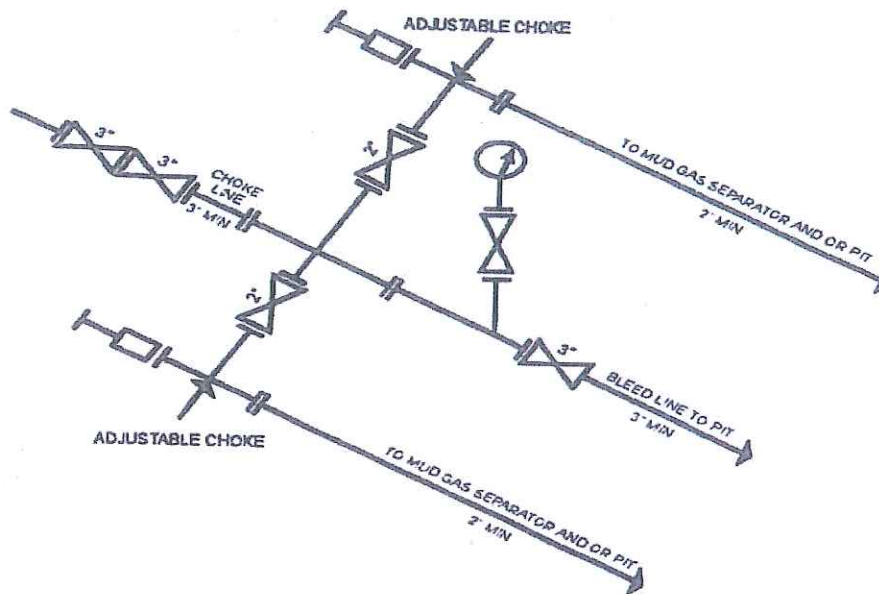 ADJUSTABLE CHOKE
3"
3"
CHOKE
LINE
3" MIN
2"
TO MUD GAS SEPARATOR AND OR PIT
2" MIN
2"
3"
BLEED LINE TO PIT
3" MIN
ADJUSTABLE CHOKE
TO MUD GAS SEPARATOR AND OR PIT
2" MIN